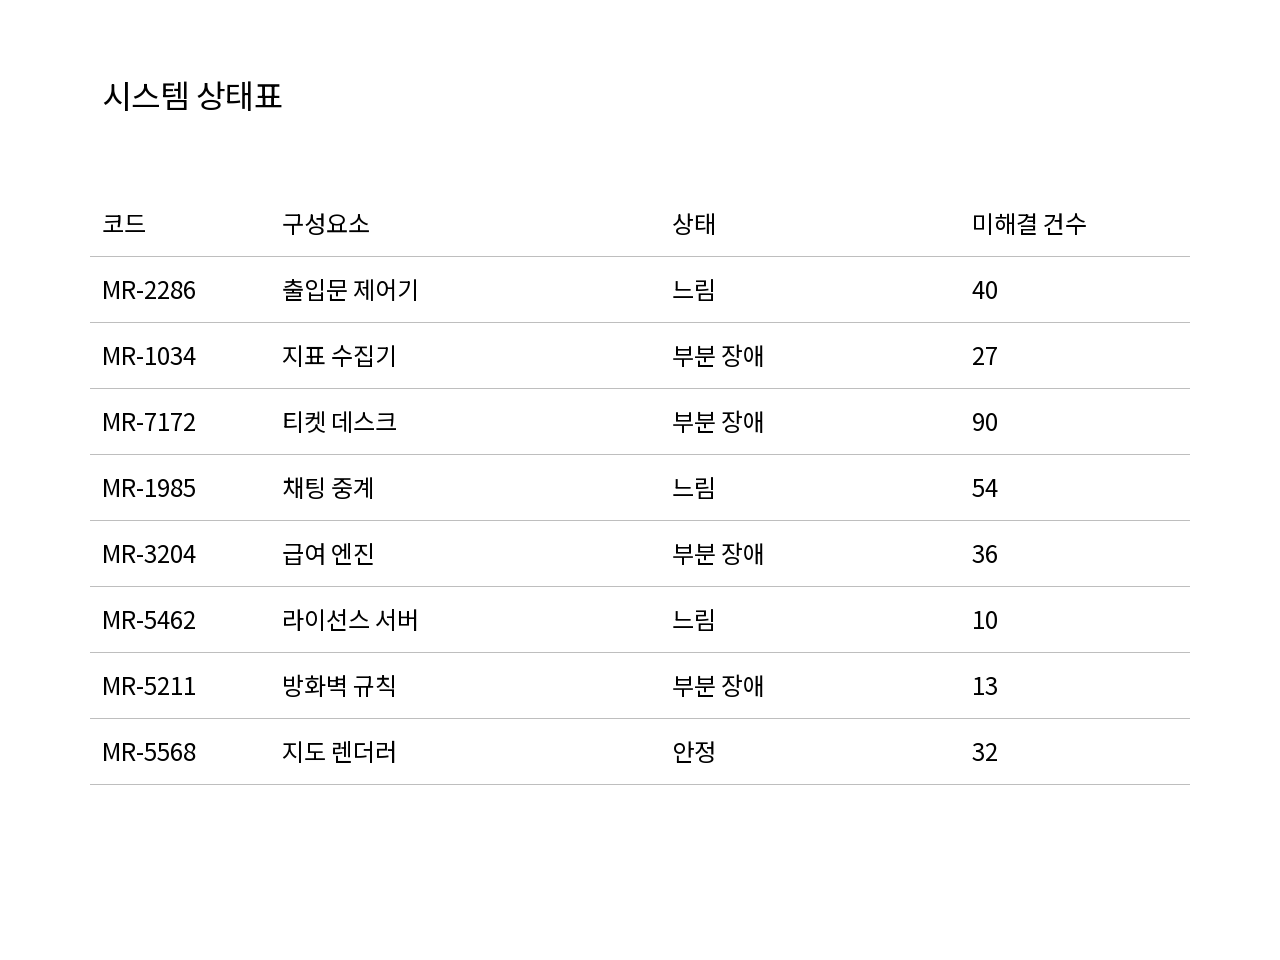 시스템 상태표
코드 구성요소 상태 미해결 건수
MR-2286 출입문 제어기 느림 40
MR-1034 지표 수집기 부분 장애 27
MR-7172 티켓 데스크 부분 장애 90
MR-1985 채팅 중계 느림 54
MR-3204 급여 엔진 부분 장애 36
MR-5462 라이선스 서버 느림 10
MR-5211 방화벽 규칙 부분 장애 13
MR-5568 지도 렌더러 안정 32